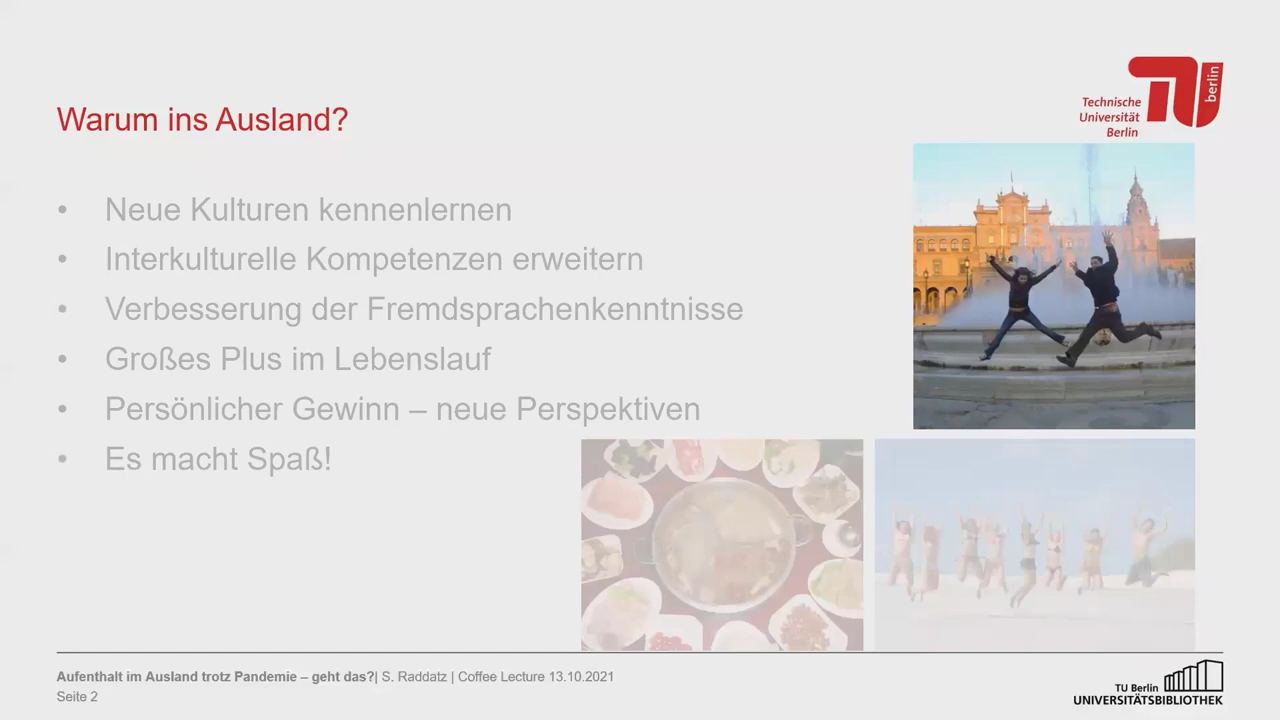 Technische
Universität
Berlin
berlin
Warum ins Ausland?
• Neue Kulturen kennenlernen
• Interkulturelle Kompetenzen erweitern
• Verbesserung der Fremdsprachenkenntnisse
• Großes Plus im Lebenslauf
• Persönlicher Gewinn – neue Perspektiven
• Es macht Spaß!
Aufenthalt im Ausland trotz Pandemie – geht das?| S. Raddatz | Coffee Lecture 13.10.2021
Seite 2
TU Berlin
UNIVERSITÄTSBIBLIOTHEK